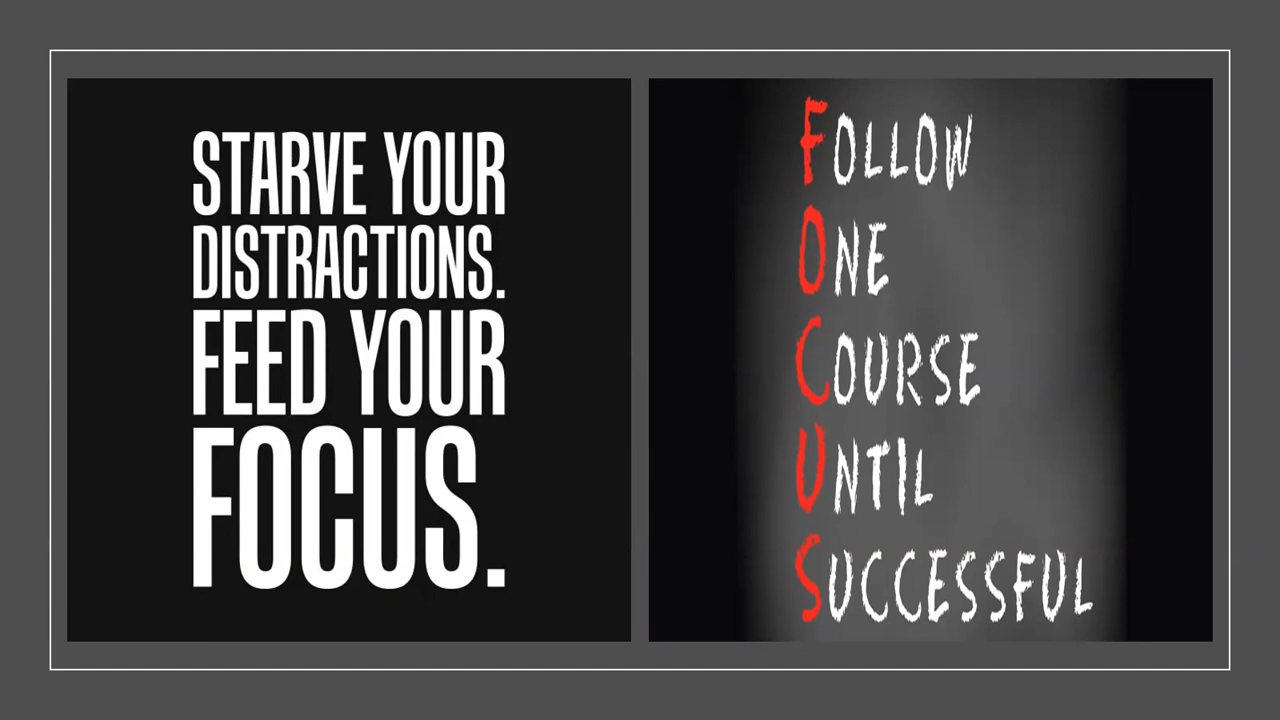 STARVE YOUR
DISTRACTIONS.
FEED YOUR
FOCUS.
FOLLOW
ONE
COURSE
UNTIL
SUCCESSFUL